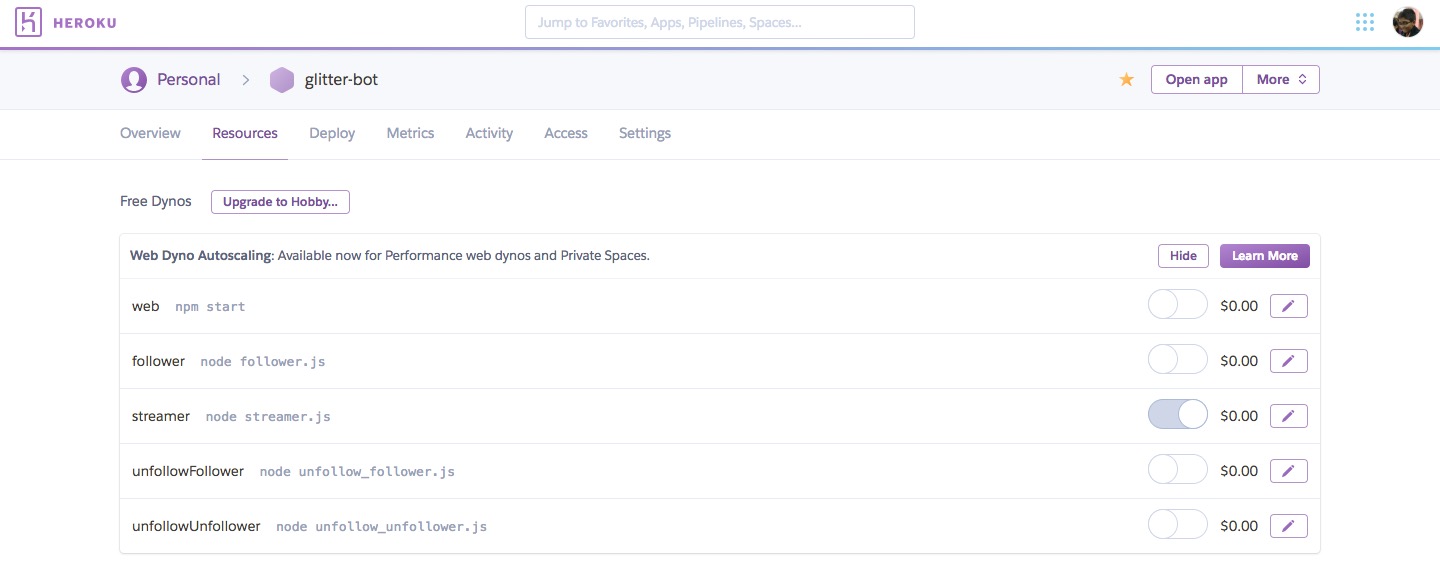 HEROKU
Jump to Favorites, Apps, Pipelines, Spaces...
Personal > glitter-bot
Open app
More
Overview Resources Deploy Metrics Activity Access Settings
Free Dynos
Upgrade to Hobby...
Web Dyno Autoscaling: Available now for Performance web dynos and Private Spaces.
Hide
Learn More
web npm start $0.00
follower node follower.js $0.00
streamer node streamer.js $0.00
unfollowFollower node unfollow_follower.js $0.00
unfollowUnfollower node unfollow_unfollower.js $0.00